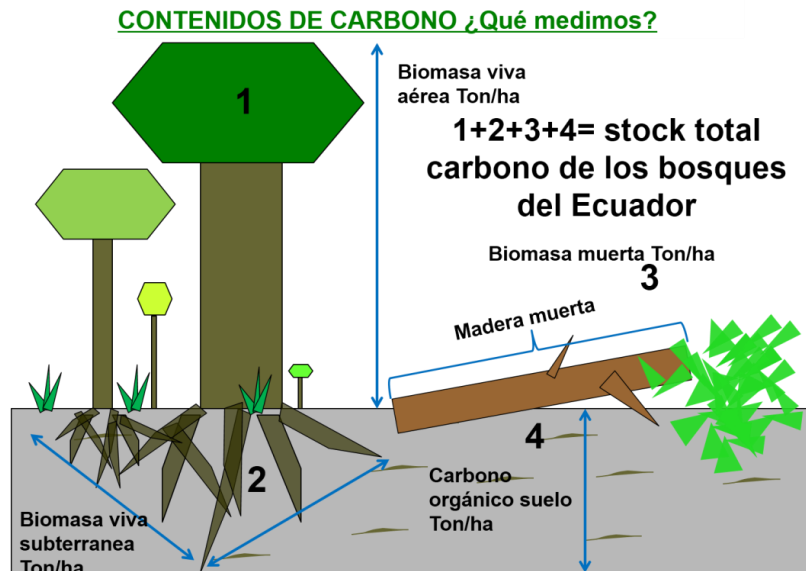 CONTENIDOS DE CARBONO ¿Qué medimos?
1
Biomasa viva
aérea Ton/ha
1+2+3+4= stock total
carbono de los bosques
del Ecuador
Biomasa muerta Ton/ha
3
Madera muerta
4
2
Carbono
orgánico suelo
Ton/ha
Biomasa viva
subterranea
Ton/ha